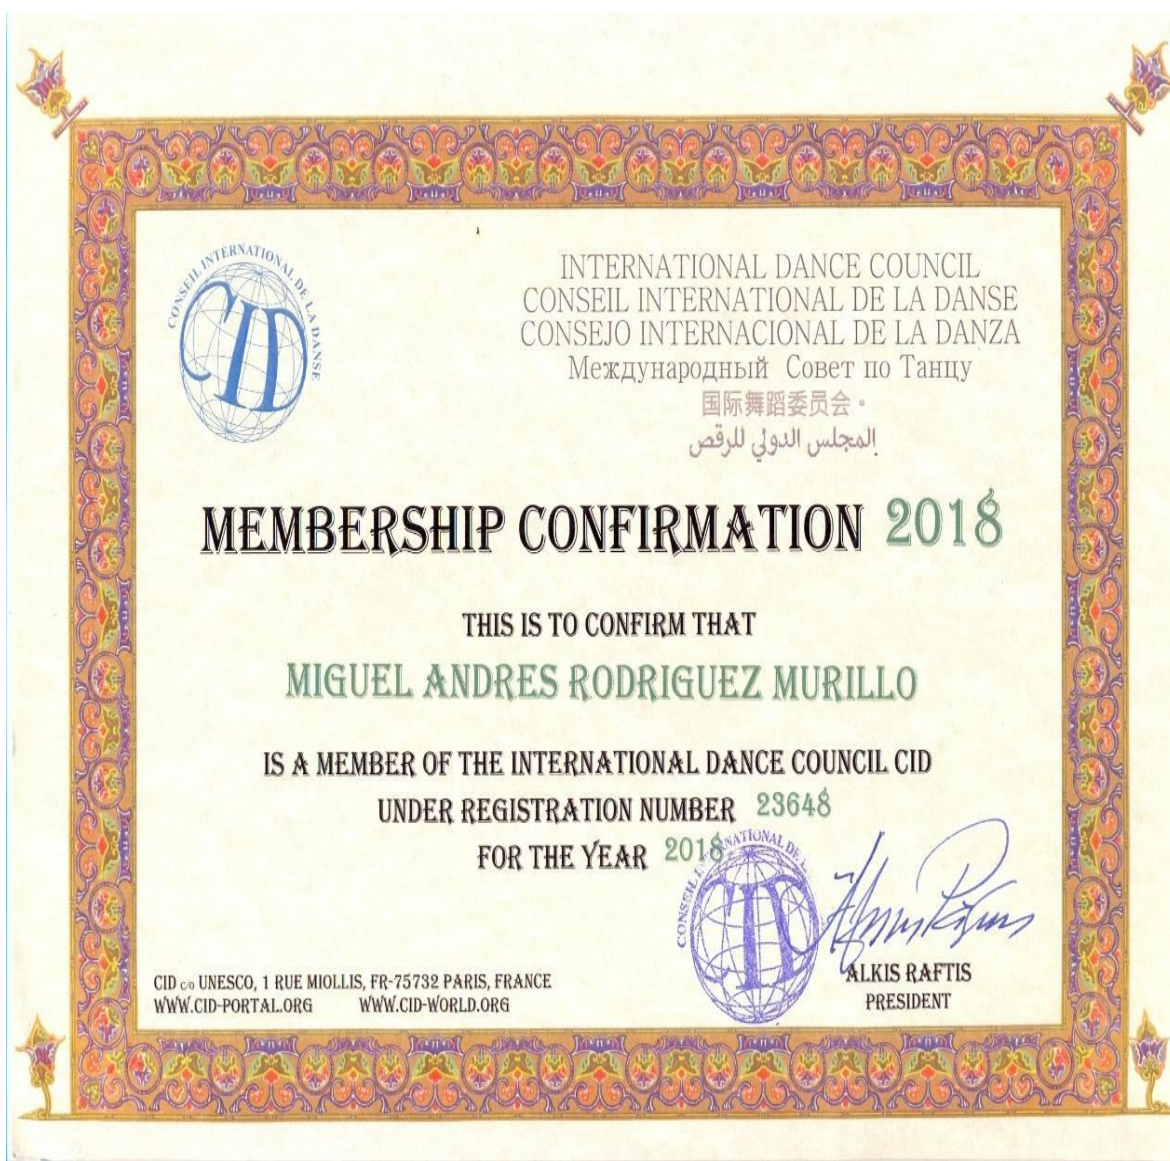 CONSEIL INTERNATIONAL DE LA DANSE
CID
INTERNATIONAL DANCE COUNCIL
CONSEIL INTERNATIONAL DE LA DANSE
CONSEJO INTERNACIONAL DE LA DANZA
Международный Совет по Танцу
国际舞蹈委员会。
المجلس الدولي للرقص
MEMBERSHIP CONFIRMATION 2018
THIS IS TO CONFIRM THAT
MIGUEL ANDRES RODRIGUEZ MURILLO
IS A MEMBER OF THE INTERNATIONAL DANCE COUNCIL CID
UNDER REGISTRATION NUMBER 23648
FOR THE YEAR 2018
CONSEIL INTERNATIONAL DE
CID
ALKIS RAFTIS
PRESIDENT
CID c/o UNESCO, 1 RUE MIOLLIS, FR-75732 PARIS, FRANCE
WWW.CID-PORTAL.ORG WWW.CID-WORLD.ORG